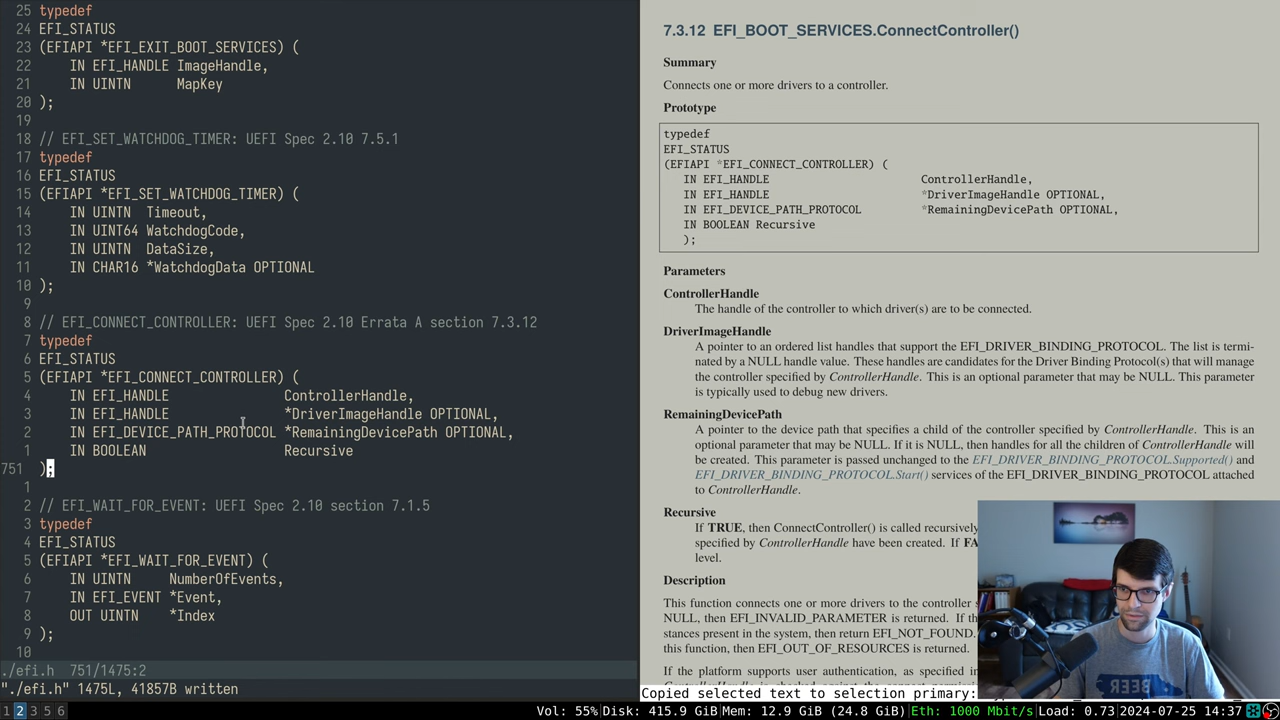 25 typedef
24 EFI_STATUS
23 (EFIAPI *EFI_EXIT_BOOT_SERVICES) (
22     IN EFI_HANDLE ImageHandle,
21     IN UINTN      MapKey
20 );
19
18 // EFI_SET_WATCHDOG_TIMER: UEFI Spec 2.10 7.5.1
17 typedef
16 EFI_STATUS
15 (EFIAPI *EFI_SET_WATCHDOG_TIMER) (
14     IN UINTN  Timeout,
13     IN UINT64 WatchdogCode,
12     IN UINTN  DataSize,
11     IN CHAR16 *WatchdogData OPTIONAL
10 );
9
8 // EFI_CONNECT_CONTROLLER: UEFI Spec 2.10 Errata A section 7.3.12
7 typedef
6 EFI_STATUS
5 (EFIAPI *EFI_CONNECT_CONTROLLER) (
4     IN EFI_HANDLE               ControllerHandle,
3     IN EFI_HANDLE               *DriverImageHandle OPTIONAL,
2     IN EFI_DEVICE_PATH_PROTOCOL *RemainingDevicePath OPTIONAL,
1     IN BOOLEAN                  Recursive
751 );
1
2 // EFI_WAIT_FOR_EVENT: UEFI Spec 2.10 section 7.1.5
3 typedef
4 EFI_STATUS
5 (EFIAPI *EFI_WAIT_FOR_EVENT) (
6     IN UINTN     NumberOfEvents,
7     IN EFI_EVENT *Event,
8     OUT UINTN    *Index
9 );
10
./efi.h  751/1475:2
"./efi.h" 1475L, 41857B written
7.3.12 EFI_BOOT_SERVICES.ConnectController()
Summary
Connects one or more drivers to a controller.
Prototype
typedef
EFI_STATUS
(EFIAPI *EFI_CONNECT_CONTROLLER) (
IN EFI_HANDLE ControllerHandle,
IN EFI_HANDLE *DriverImageHandle OPTIONAL,
IN EFI_DEVICE_PATH_PROTOCOL *RemainingDevicePath OPTIONAL,
IN BOOLEAN Recursive
);
Parameters
ControllerHandle
The handle of the controller to which driver(s) are to be connected.
DriverImageHandle
A pointer to an ordered list handles that support the EFI_DRIVER_BINDING_PROTOCOL. The list is termi-
nated by a NULL handle value. These handles are candidates for the Driver Binding Protocol(s) that will manage
the controller specified by ControllerHandle. This is an optional parameter that may be NULL. This parameter
is typically used to debug new drivers.
RemainingDevicePath
A pointer to the device path that specifies a child of the controller specified by ControllerHandle. This is an
optional parameter that may be NULL. If it is NULL, then handles for all the children of ControllerHandle will
be created. This parameter is passed unchanged to the EFI_DRIVER_BINDING_PROTOCOL.Supported() and
EFI_DRIVER_BINDING_PROTOCOL.Start() services of the EFI_DRIVER_BINDING_PROTOCOL attached
to ControllerHandle.
Recursive
If TRUE, then ConnectController() is called recursively
specified by ControllerHandle have been created. If
level.
Description
This function connects one or more drivers to the controller
NULL, then EFI_INVALID_PARAMETER is returned. If
stances present in the system, then return EFI_NOT_FOUND.
this function, then EFI_OUT_OF_RESOURCES is returned.
If the platform supports user authentication, as specified
Copied selected text to selection primary:
BEER
1 2 3 5 6
Vol: 55%|Disk: 415.9 GiB|Mem: 12.9 GiB (24.8 GiB)|Eth: 1000 Mbit/s|Load: 0.73|2024-07-25 14:37